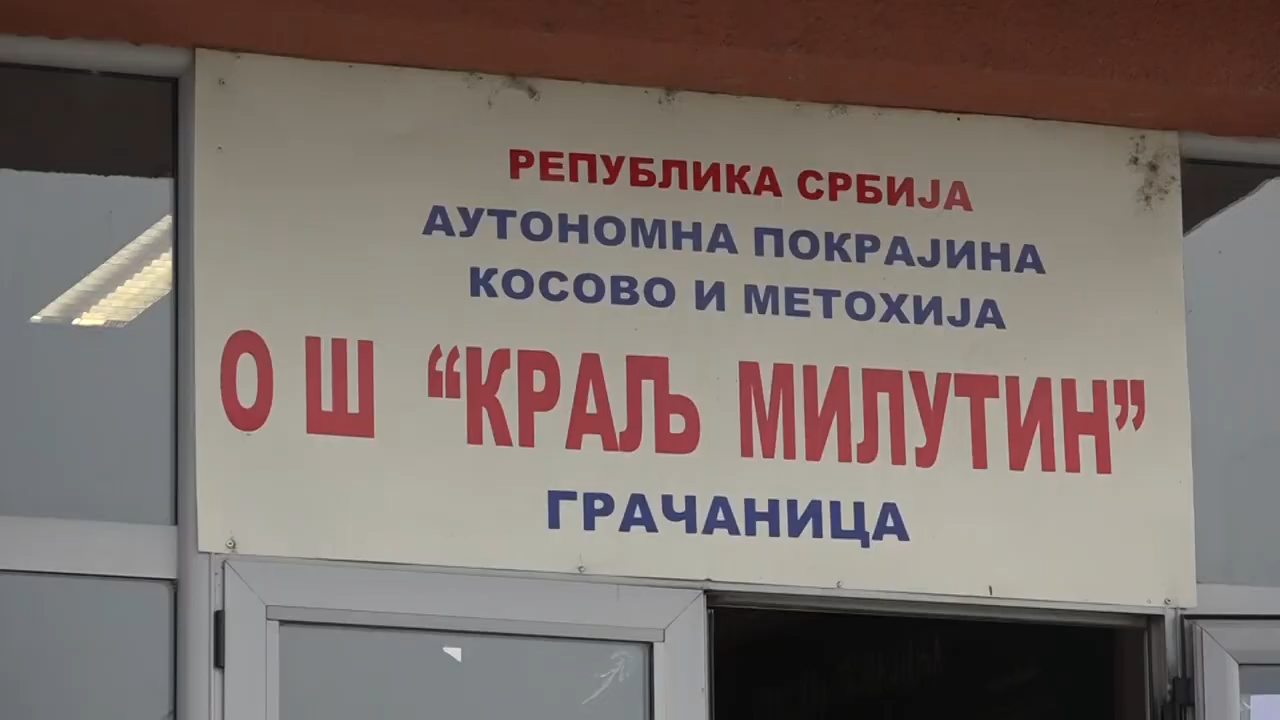 РЕПУБЛИКА СРБИЈА
АУТОНОМНА ПОКРАЈИНА
КОСОВО И МЕТОХИЈА
О Ш “КРАЉ МИЛУТИН”
ГРАЧАНИЦА